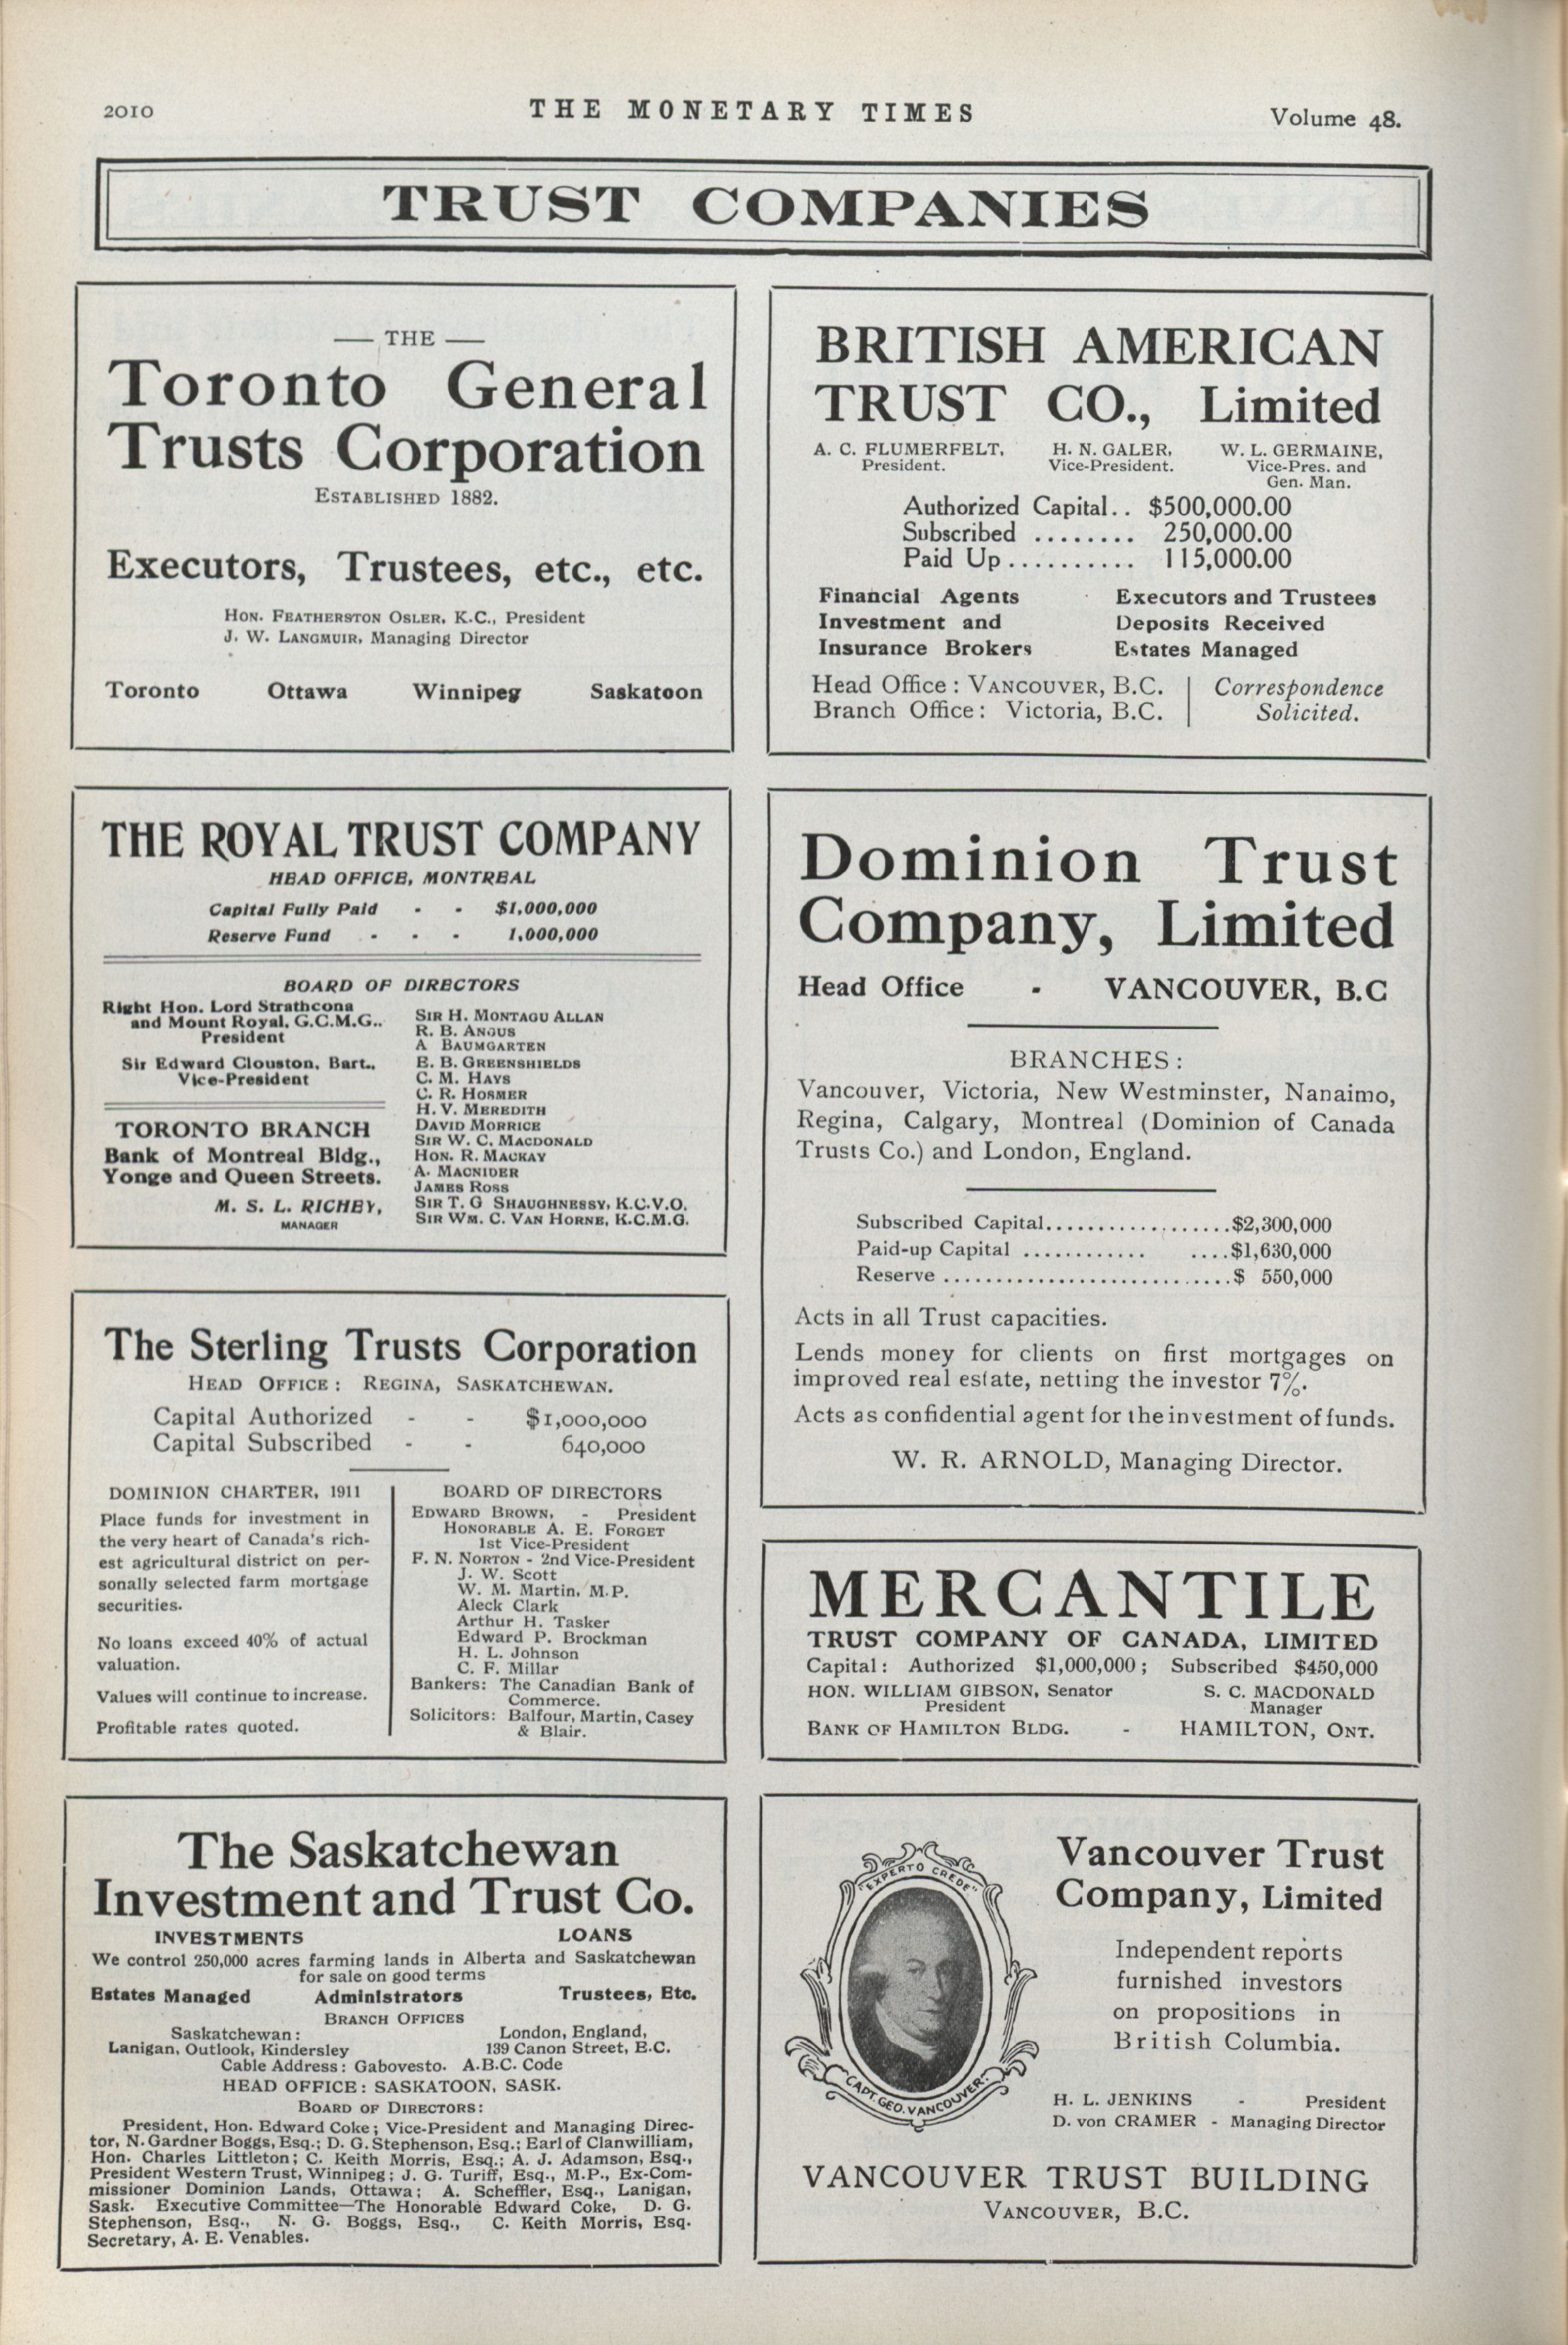 2010
THE MONETARY TIMES
Volume 48.
TRUST COMPANIES
— THE —
Toronto General
Trusts Corporation
ESTABLISHED 1882.
Executors, Trustees, etc., etc.
HON. FEATHERSTON OSLER, K.C., President
J. W. LANGMUIR, Managing Director
Toronto Ottawa Winnipeg Saskatoon
BRITISH AMERICAN
TRUST CO., Limited
A. C. FLUMERFELT, H. N. GALER, W. L. GERMAINE,
President. Vice-President. Vice-Pres. and
Gen. Man.
Authorized Capital.. $500,000.00
Subscribed ........ 250,000.00
Paid Up.......... 115,000.00
Financial Agents Executors and Trustees
Investment and Deposits Received
Insurance Brokers Estates Managed
Head Office: VANCOUVER, B.C.
Branch Office: Victoria, B.C.
Correspondence
Solicited.
THE ROYAL TRUST COMPANY
HEAD OFFICE, MONTREAL
Capital Fully Paid - - $1,000,000
Reserve Fund - - - 1,000,000
BOARD OF DIRECTORS
Right Hon. Lord Strathcona
and Mount Royal, G.C.M.G.,
President
Sir Edward Clouston, Bart.,
Vice-President
TORONTO BRANCH
Bank of Montreal Bldg.,
Yonge and Queen Streets.
M. S. L. RICHEY,
MANAGER
SIR H. MONTAGU ALLAN
R. B. ANGUS
A BAUMGARTEN
E. B. GREENSHIELDS
C. M. HAYS
C. R. HOSMER
H. V. MEREDITH
DAVID MORRICE
SIR W. C. MACDONALD
HON. R. MACKAY
A. MACNIDER
JAMES ROSS
SIR T. G SHAUGHNESSY, K.C.V.O.
SIR WM. C. VAN HORNE, K.C.M.G.
Dominion Trust
Company, Limited
Head Office - VANCOUVER, B.C
BRANCHES:
Vancouver, Victoria, New Westminster, Nanaimo,
Regina, Calgary, Montreal (Dominion of Canada
Trusts Co.) and London, England.
Subscribed Capital..................$2,300,000
Paid-up Capital ............ ....$1,630,000
Reserve ............................$ 550,000
Acts in all Trust capacities.
Lends money for clients on first mortgages on
improved real estate, netting the investor 7%.
Acts as confidential agent for the investment of funds.
W. R. ARNOLD, Managing Director.
The Sterling Trusts Corporation
HEAD OFFICE: REGINA, SASKATCHEWAN.
Capital Authorized - - $1,000,000
Capital Subscribed - - 640,000
DOMINION CHARTER, 1911
Place funds for investment in
the very heart of Canada's rich-
est agricultural district on per-
sonally selected farm mortgage
securities.
No loans exceed 40% of actual
valuation.
Values will continue to increase.
Profitable rates quoted.
BOARD OF DIRECTORS
EDWARD BROWN, - President
HONORABLE A. E. FORGET
1st Vice-President
F. N. NORTON - 2nd Vice-President
J. W. Scott
W. M. Martin, M.P.
Aleck Clark
Arthur H. Tasker
Edward P. Brockman
H. L. Johnson
C. F. Millar
Bankers: The Canadian Bank of
Commerce.
Solicitors: Balfour, Martin, Casey
& Blair.
MERCANTILE
TRUST COMPANY OF CANADA, LIMITED
Capital: Authorized $1,000,000; Subscribed $450,000
HON. WILLIAM GIBSON, Senator S. C. MACDONALD
President Manager
BANK OF HAMILTON BLDG. - HAMILTON, ONT.
The Saskatchewan
Investment and Trust Co.
INVESTMENTS LOANS
We control 250,000 acres farming lands in Alberta and Saskatchewan
for sale on good terms
Estates Managed Administrators Trustees, Etc.
BRANCH OFFICES
Saskatchewan: London, England,
Lanigan, Outlook, Kindersley 139 Canon Street, E.C.
Cable Address: Gabovesto. A.B.C. Code
HEAD OFFICE: SASKATOON, SASK.
BOARD OF DIRECTORS:
President, Hon. Edward Coke; Vice-President and Managing Direc-
tor, N. Gardner Boggs, Esq.; D. G. Stephenson, Esq.; Earl of Clanwilliam,
Hon. Charles Littleton; C. Keith Morris, Esq.; A. J. Adamson, Esq.,
President Western Trust, Winnipeg; J. G. Turiff, Esq., M.P., Ex-Com-
missioner Dominion Lands, Ottawa; A. Scheffler, Esq., Lanigan,
Sask. Executive Committee—The Honorable Edward Coke, D. G.
Stephenson, Esq., N. G. Boggs, Esq., C. Keith Morris, Esq.
Secretary, A. E. Venables.
"EXPERTO CREDE"
CAPT. GEO. VANCOUVER.
Vancouver Trust
Company, Limited
Independent reports
furnished investors
on propositions in
British Columbia.
H. L. JENKINS - President
D. von CRAMER - Managing Director
VANCOUVER TRUST BUILDING
VANCOUVER, B.C.